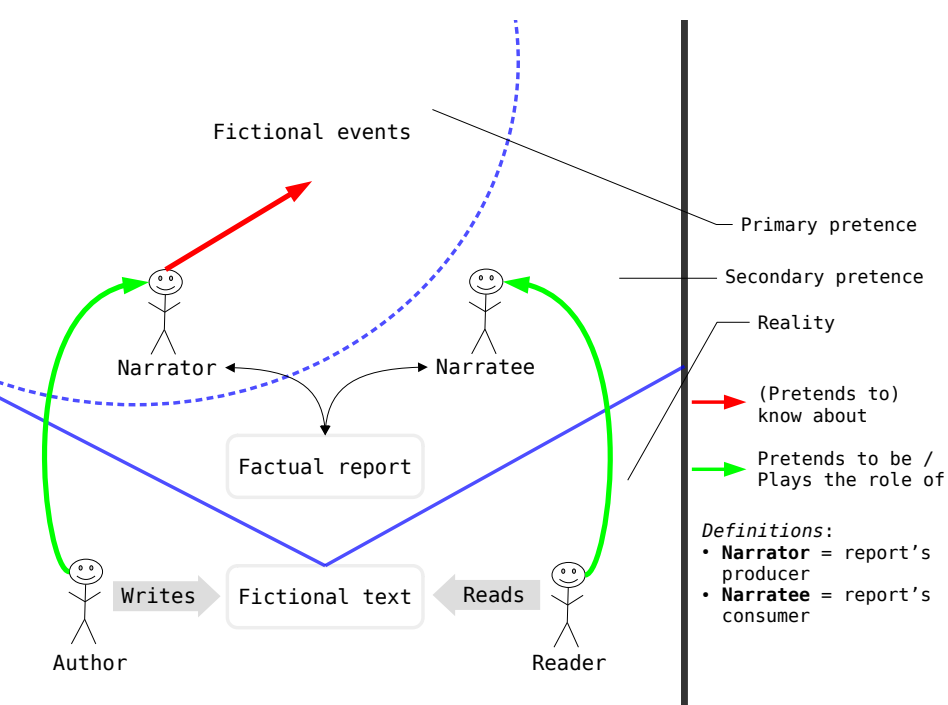 Fictional events
Primary pretence
Secondary pretence
Reality
Narrator
Narratee
(Pretends to)
know about
Factual report
Pretends to be /
Plays the role of
Definitions:
• Narrator = report’s
producer
• Narratee = report’s
consumer
Writes
Fictional text
Reads
Author
Reader